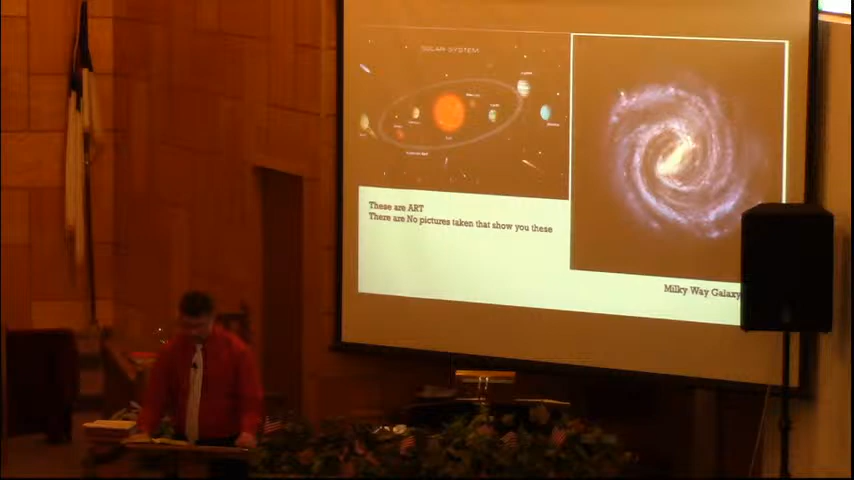 SOLAR SYSTEM
These are ART
There are No pictures taken that show you these
Milky Way Galaxy